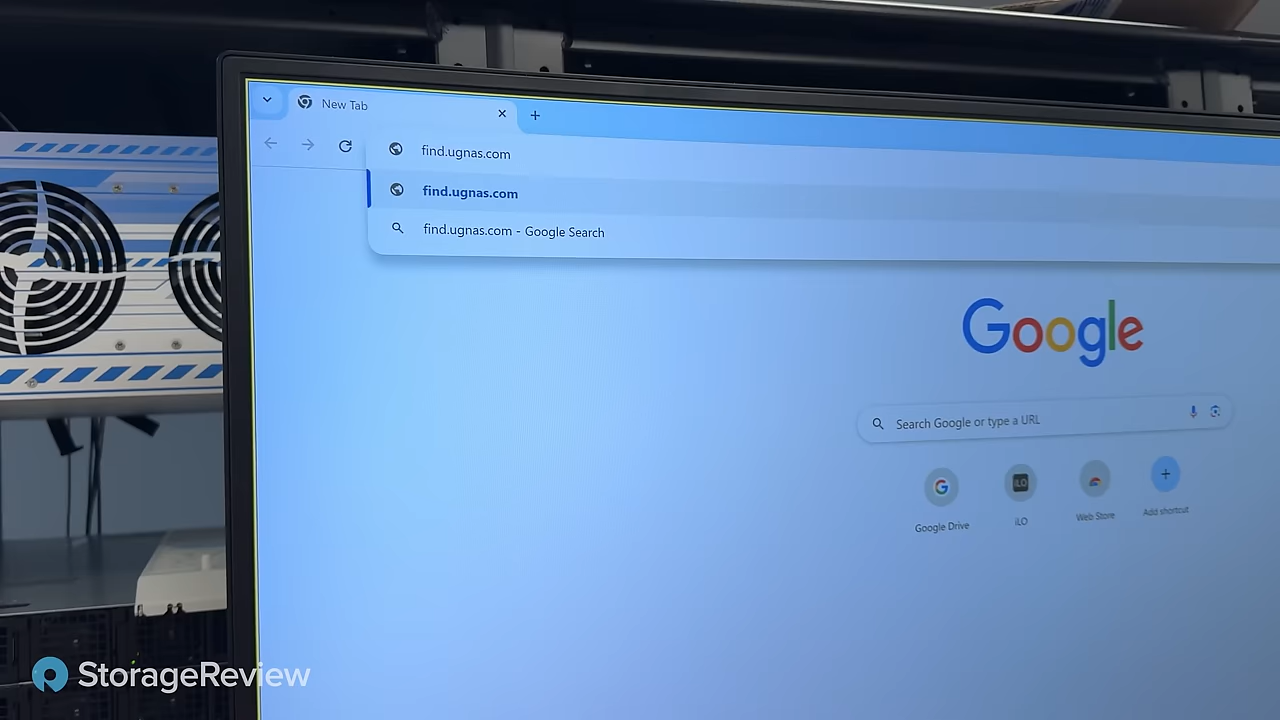 New Tab
find.ugnas.com
find.ugnas.com
find.ugnas.com - Google Search
Google
Search Google or type a URL
Google Drive
iLO
iLO
Web Store
Add shortcut
StorageReview